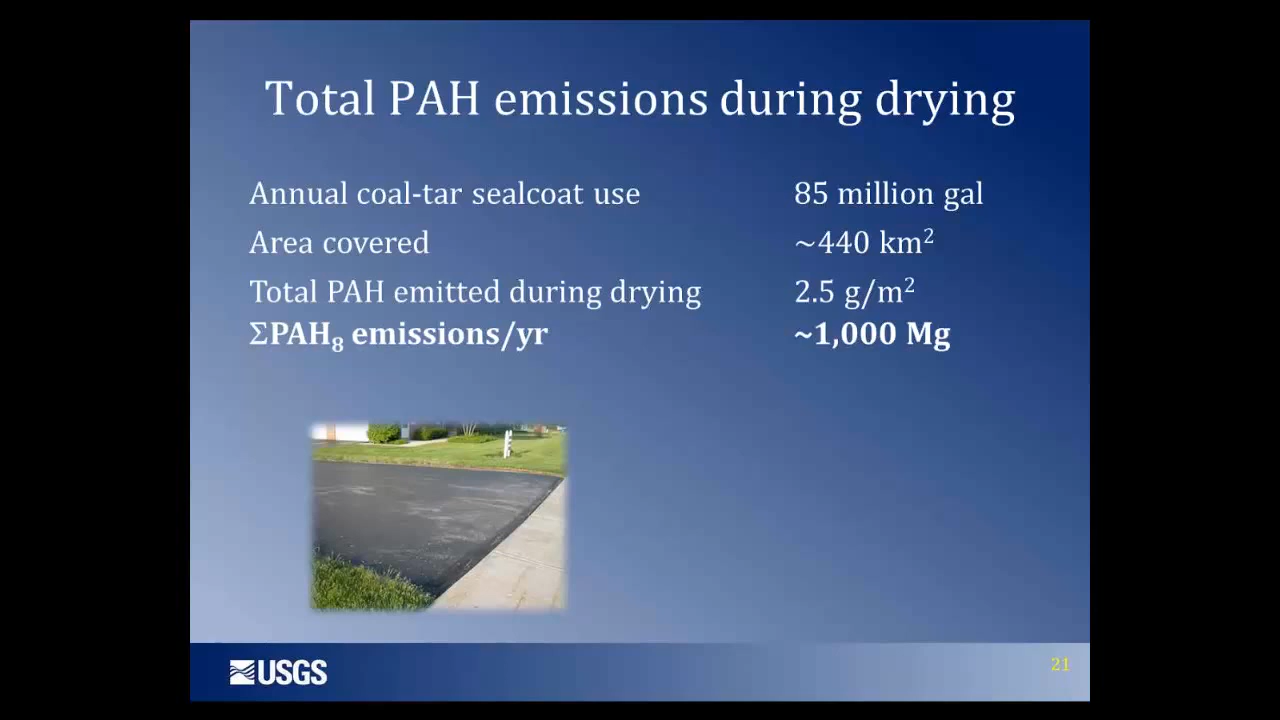 Total PAH emissions during drying
Annual coal-tar sealcoat use 85 million gal
Area covered ~440 km²
Total PAH emitted during drying 2.5 g/m²
ΣPAH₈ emissions/yr ~1,000 Mg
USGS
21